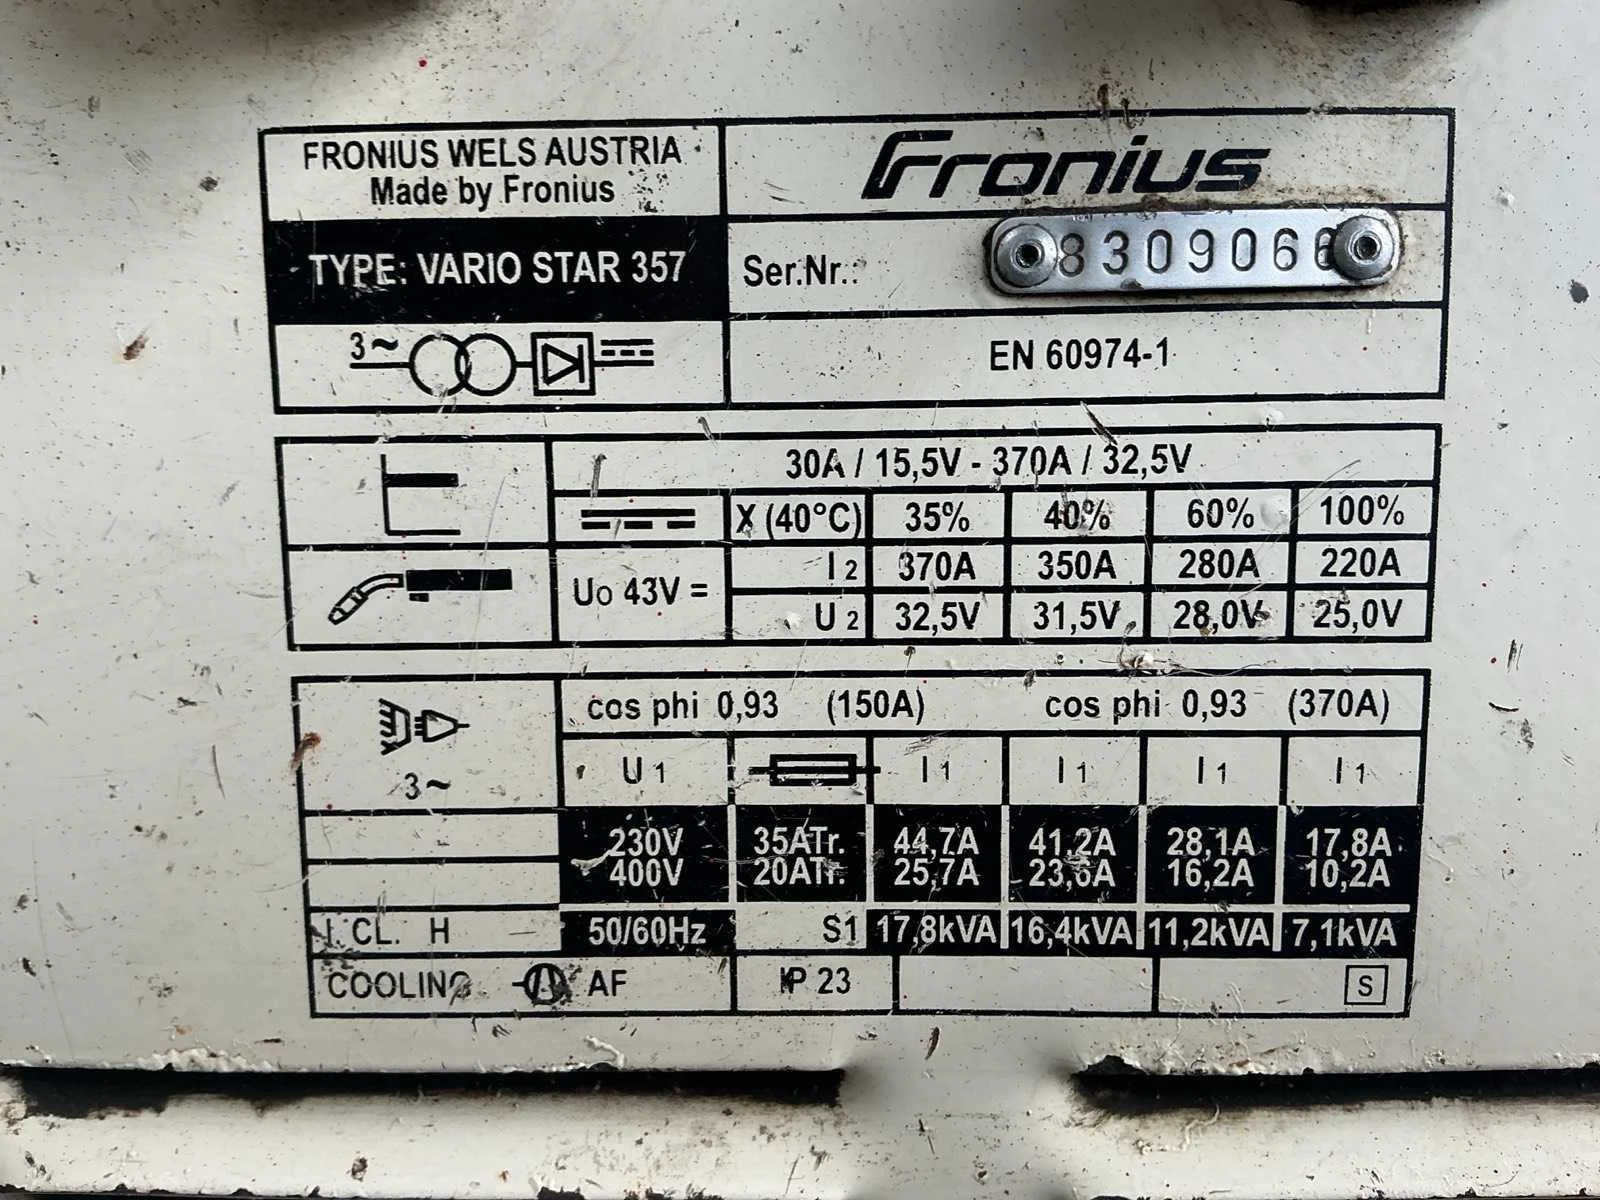 FRONIUS WELS AUSTRIA
Made by Fronius
Fronius
TYPE: VARIO STAR 357
Ser.Nr.:
8309066
3~
EN 60974-1
30A / 15,5V - 370A / 32,5V
X (40°C) 35% 40% 60% 100%
U0 43V =
I2 370A 350A 280A 220A
U2 32,5V 31,5V 28,0V 25,0V
3~
cos phi 0,93 (150A) cos phi 0,93 (370A)
U1 I1 I1 I1 I1
230V 35ATr. 44,7A 41,2A 28,1A 17,8A
400V 20ATr. 25,7A 23,6A 16,2A 10,2A
I. CL. H 50/60Hz S1 17,8kVA 16,4kVA 11,2kVA 7,1kVA
COOLING AF IP 23 S